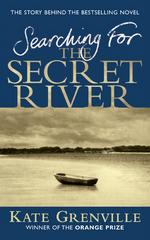 THE STORY BEHIND THE BESTSELLING NOVEL
Searching For
THE
SECRET
RIVER
KATE GRENVILLE
WINNER OF THE ORANGE PRIZE